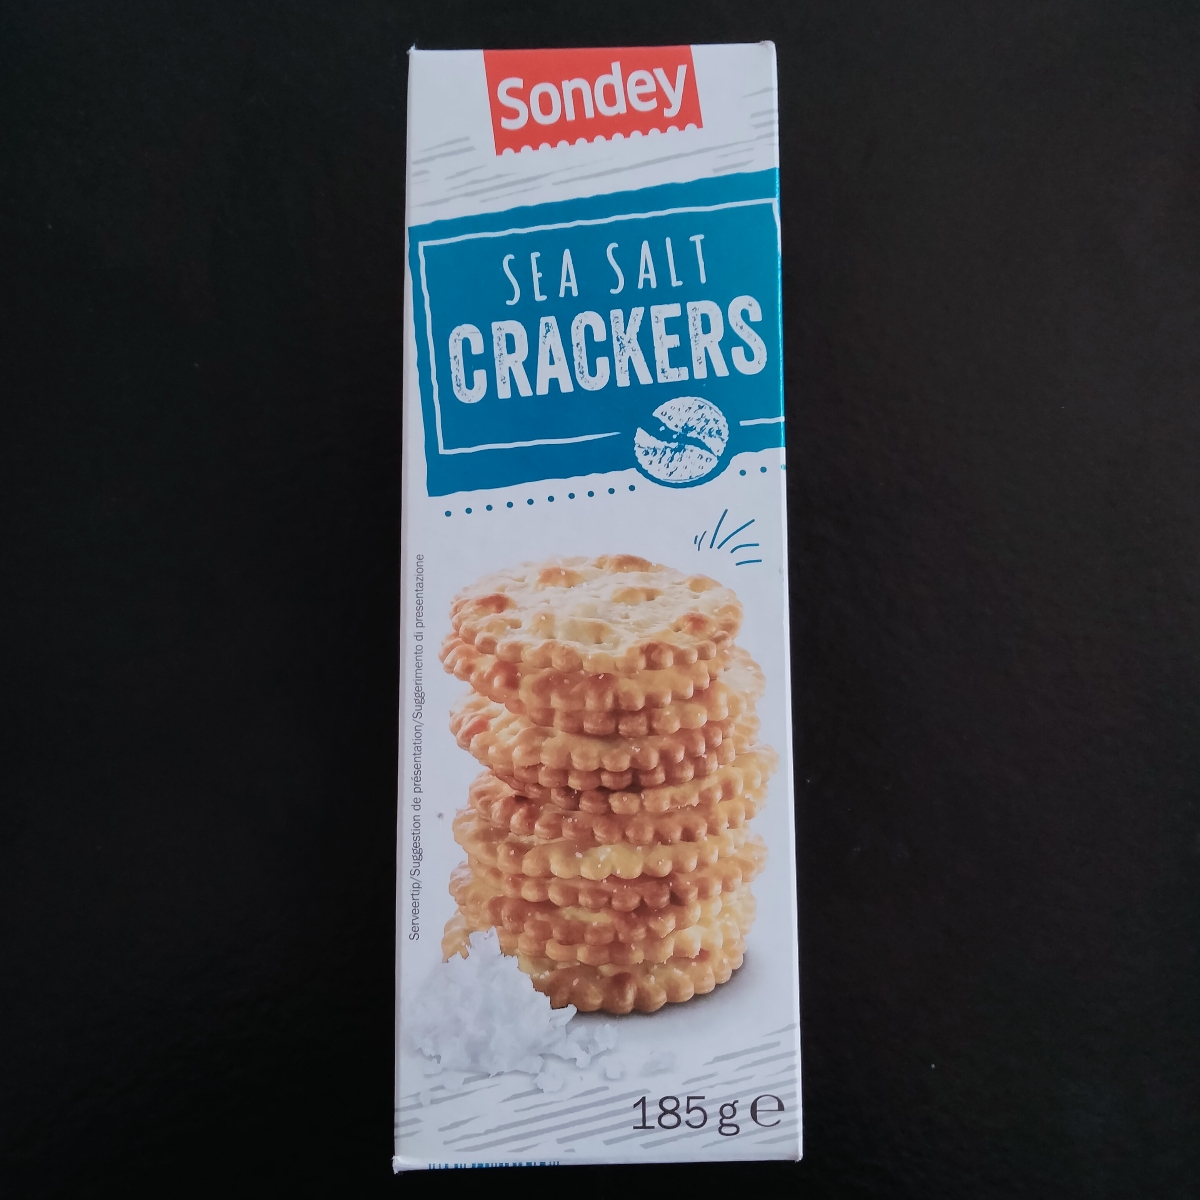 Sondey
SEA SALT
CRACKERS
Serveertip/Suggestion de présentation/Suggerimento di presentazione
185 g ℮